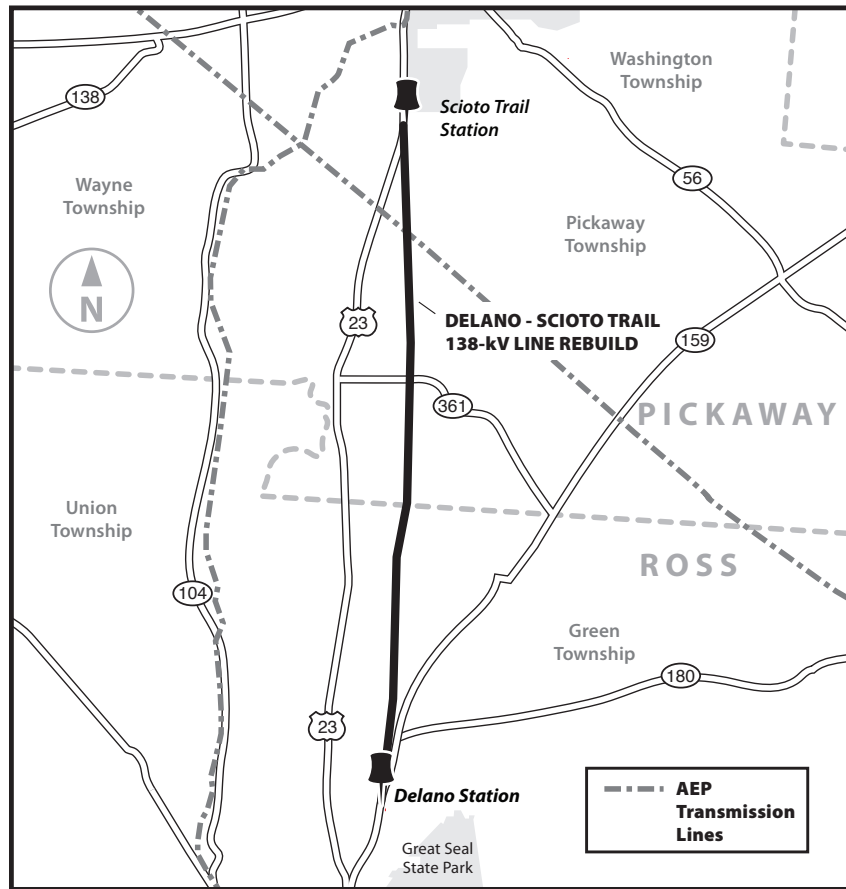 Washington
Township
138
Scioto Trail
Station
56
Wayne
Township
Pickaway
Township
N
23
DELANO - SCIOTO TRAIL
138-kV LINE REBUILD
159
361
PICKAWAY
Union
Township
ROSS
104
Green
Township
180
23
Delano Station
AEP
Transmission
Lines
Great Seal
State Park